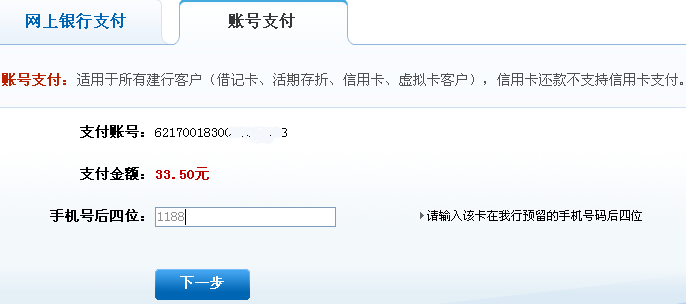 网上银行支付 账号支付
账号支付：适用于所有建行客户（借记卡、活期存折、信用卡、虚拟卡客户），信用卡还款不支持信用卡支付。
支付账号：62170018300 3
支付金额：33.50元
手机号后四位：1188 请输入该卡在我行预留的手机号码后四位
下一步